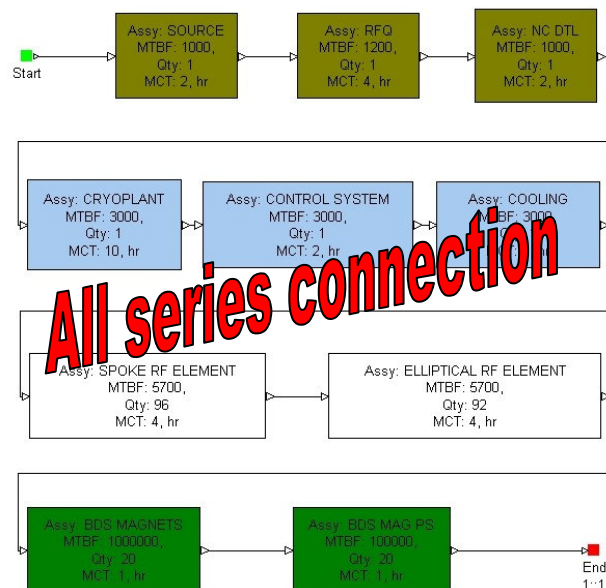 Start
Assy: SOURCE
MTBF: 1000,
Qty: 1
MCT: 2, hr
Assy: RFQ
MTBF: 1200,
Qty: 1
MCT: 4, hr
Assy: NC DTL
MTBF: 1000,
Qty: 1
MCT: 2, hr
Assy: CRYOPLANT
MTBF: 3000,
Qty: 1
MCT: 10, hr
Assy: CONTROL SYSTEM
MTBF: 3000,
Qty: 1
MCT: 2, hr
Assy: COOLING
MTBF: 3000
hr
All series connection
Assy: SPOKE RF ELEMENT
MTBF: 5700,
Qty: 96
MCT: 4, hr
Assy: ELLIPTICAL RF ELEMENT
MTBF: 5700,
Qty: 92
MCT: 4, hr
Assy: BDS MAGNETS
MTBF: 1000000,
Qty: 20
MCT: 1, hr
Assy: BDS MAG PS
MTBF: 100000,
Qty: 20
MCT: 1, hr
End
1::1